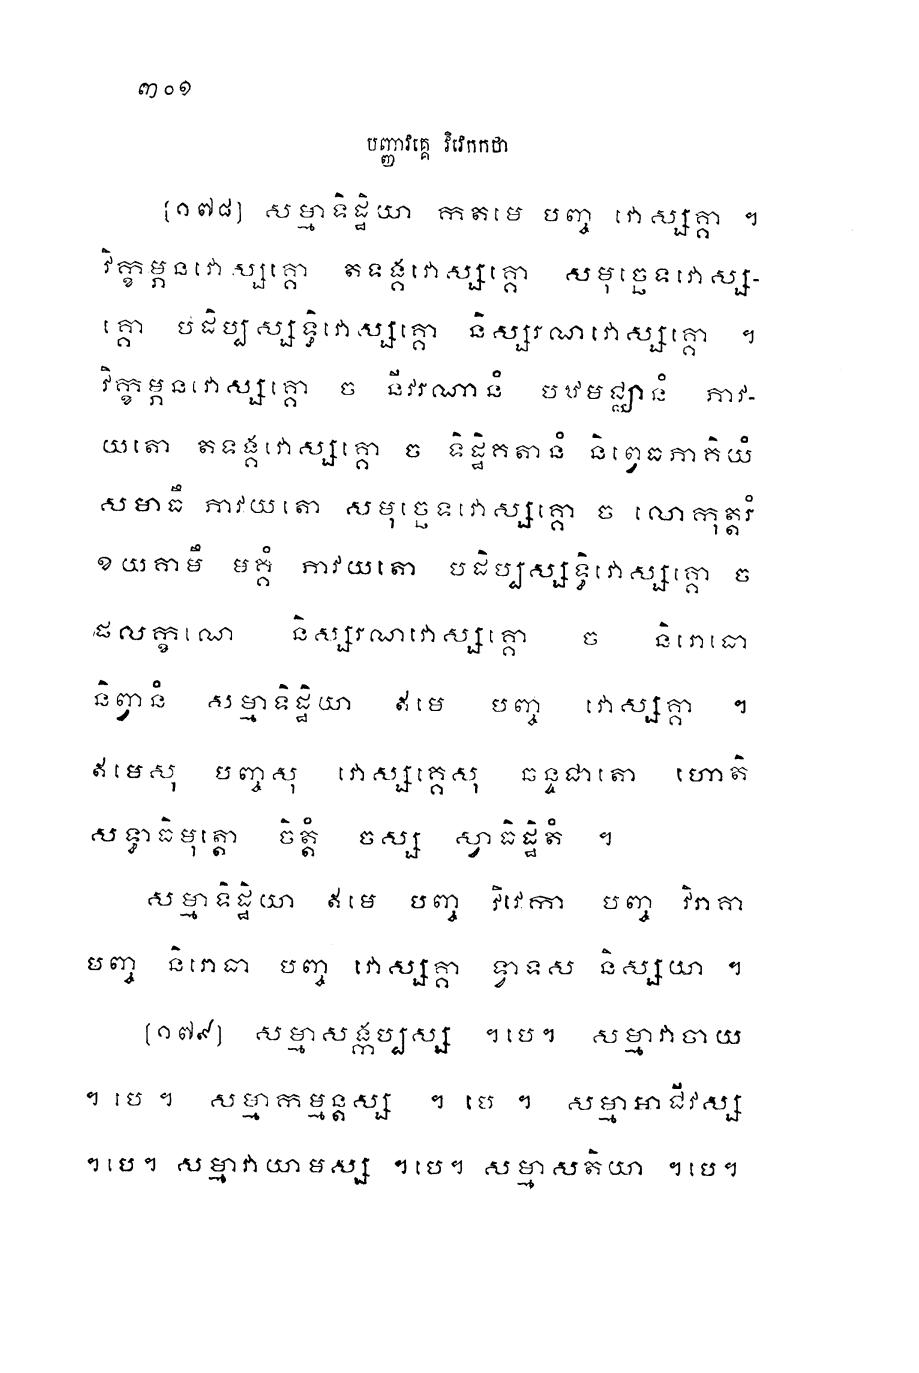 ៣០១
បញ្ញាវគ្គេ វិវេកកថា
[១៧៨] សម្មាទិដ្ឋិយា កតមេ បញ្ច វោស្សគ្គា ។
វិក្ខម្ភនវោស្សគ្គោ តទង្គវោស្សគ្គោ សមុច្ឆេទវោស្ស-
គ្គោ បដិប្បស្សទ្ធិវោស្សគ្គោ និស្សរណវោស្សគ្គោ ។
វិក្ខម្ភនវោស្សគ្គោ ច នីវរណានំ បឋមជ្ឈានំ ភាវ-
យតោ តទង្គវោស្សគ្គោ ច ទិដ្ឋិគតានំ និព្វេធភាគិយំ
សមាធឹ ភាវយតោ សមុច្ឆេទវោស្សគ្គោ ច លោកុត្តរំ
ខយគាមឹ មគ្គំ ភាវយតោ បដិប្បស្សទ្ធិវោស្សគ្គោ ច
ផលក្ខណេ និស្សរណវោស្សគ្គោ ច និរោធោ
និព្វានំ សម្មាទិដ្ឋិយា ឥមេ បញ្ច វោស្សគ្គា ។
ឥមេសុ បញ្ចសុ វោស្សគ្គេសុ ឆន្ទជាតោ ហោតិ
សទ្ធាធិមុត្តោ ចិត្តំ ចស្ស ស្វាធិដ្ឋិតំ ។
សម្មាទិដ្ឋិយា ឥមេ បញ្ច វិវេកា បញ្ច វិរាគា
បញ្ច និរោធា បញ្ច វោស្សគ្គា ទ្វាទស និស្សយា ។
[១៧៩] សម្មាសង្កប្បស្ស ។បេ។ សម្មាវាចាយ
។ បេ ។ សម្មាកម្មន្តស្ស ។ បេ ។ សម្មាអាជីវស្ស
។បេ។ សម្មាវាយាមស្ស ។បេ។ សម្មាសតិយា ។បេ។